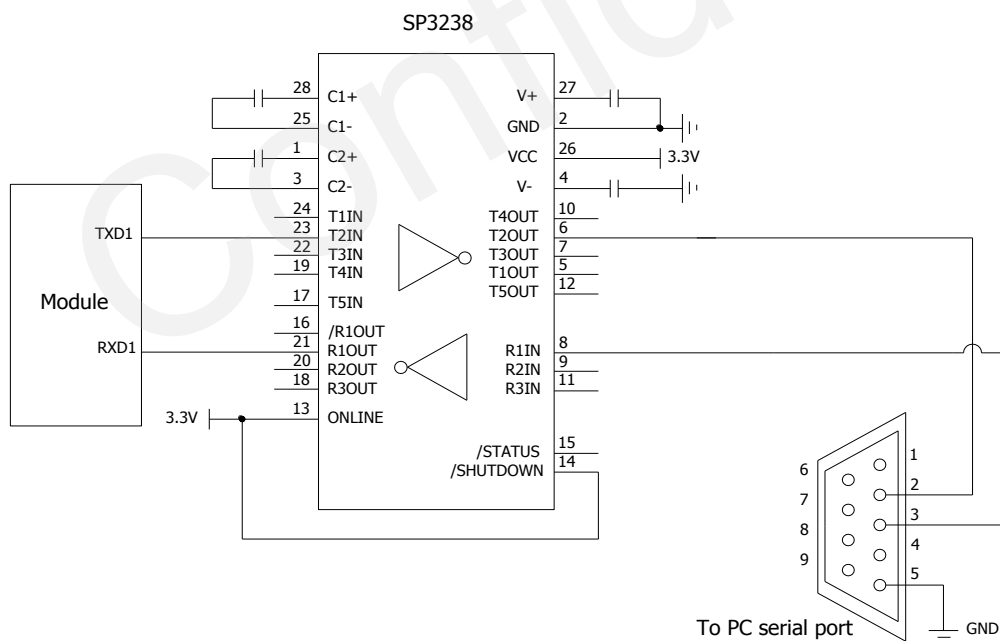 SP3238
Confid
28 C1+
25 C1-
1 C2+
3 C2-
24 T1IN
23 T2IN
22 T3IN
19 T4IN
17 T5IN
16 /R1OUT
21 R1OUT
20 R2OUT
18 R3OUT
13 ONLINE
3.3V
V+ 27
GND 2
VCC 26
3.3V
V- 4
T4OUT 10
T2OUT 6
T3OUT 7
T1OUT 5
T5OUT 12
R1IN 8
R2IN 9
R3IN 11
/STATUS 15
/SHUTDOWN 14
TXD1
Module
RXD1
6
7
8
9
1
2
3
4
5
To PC serial port
GND